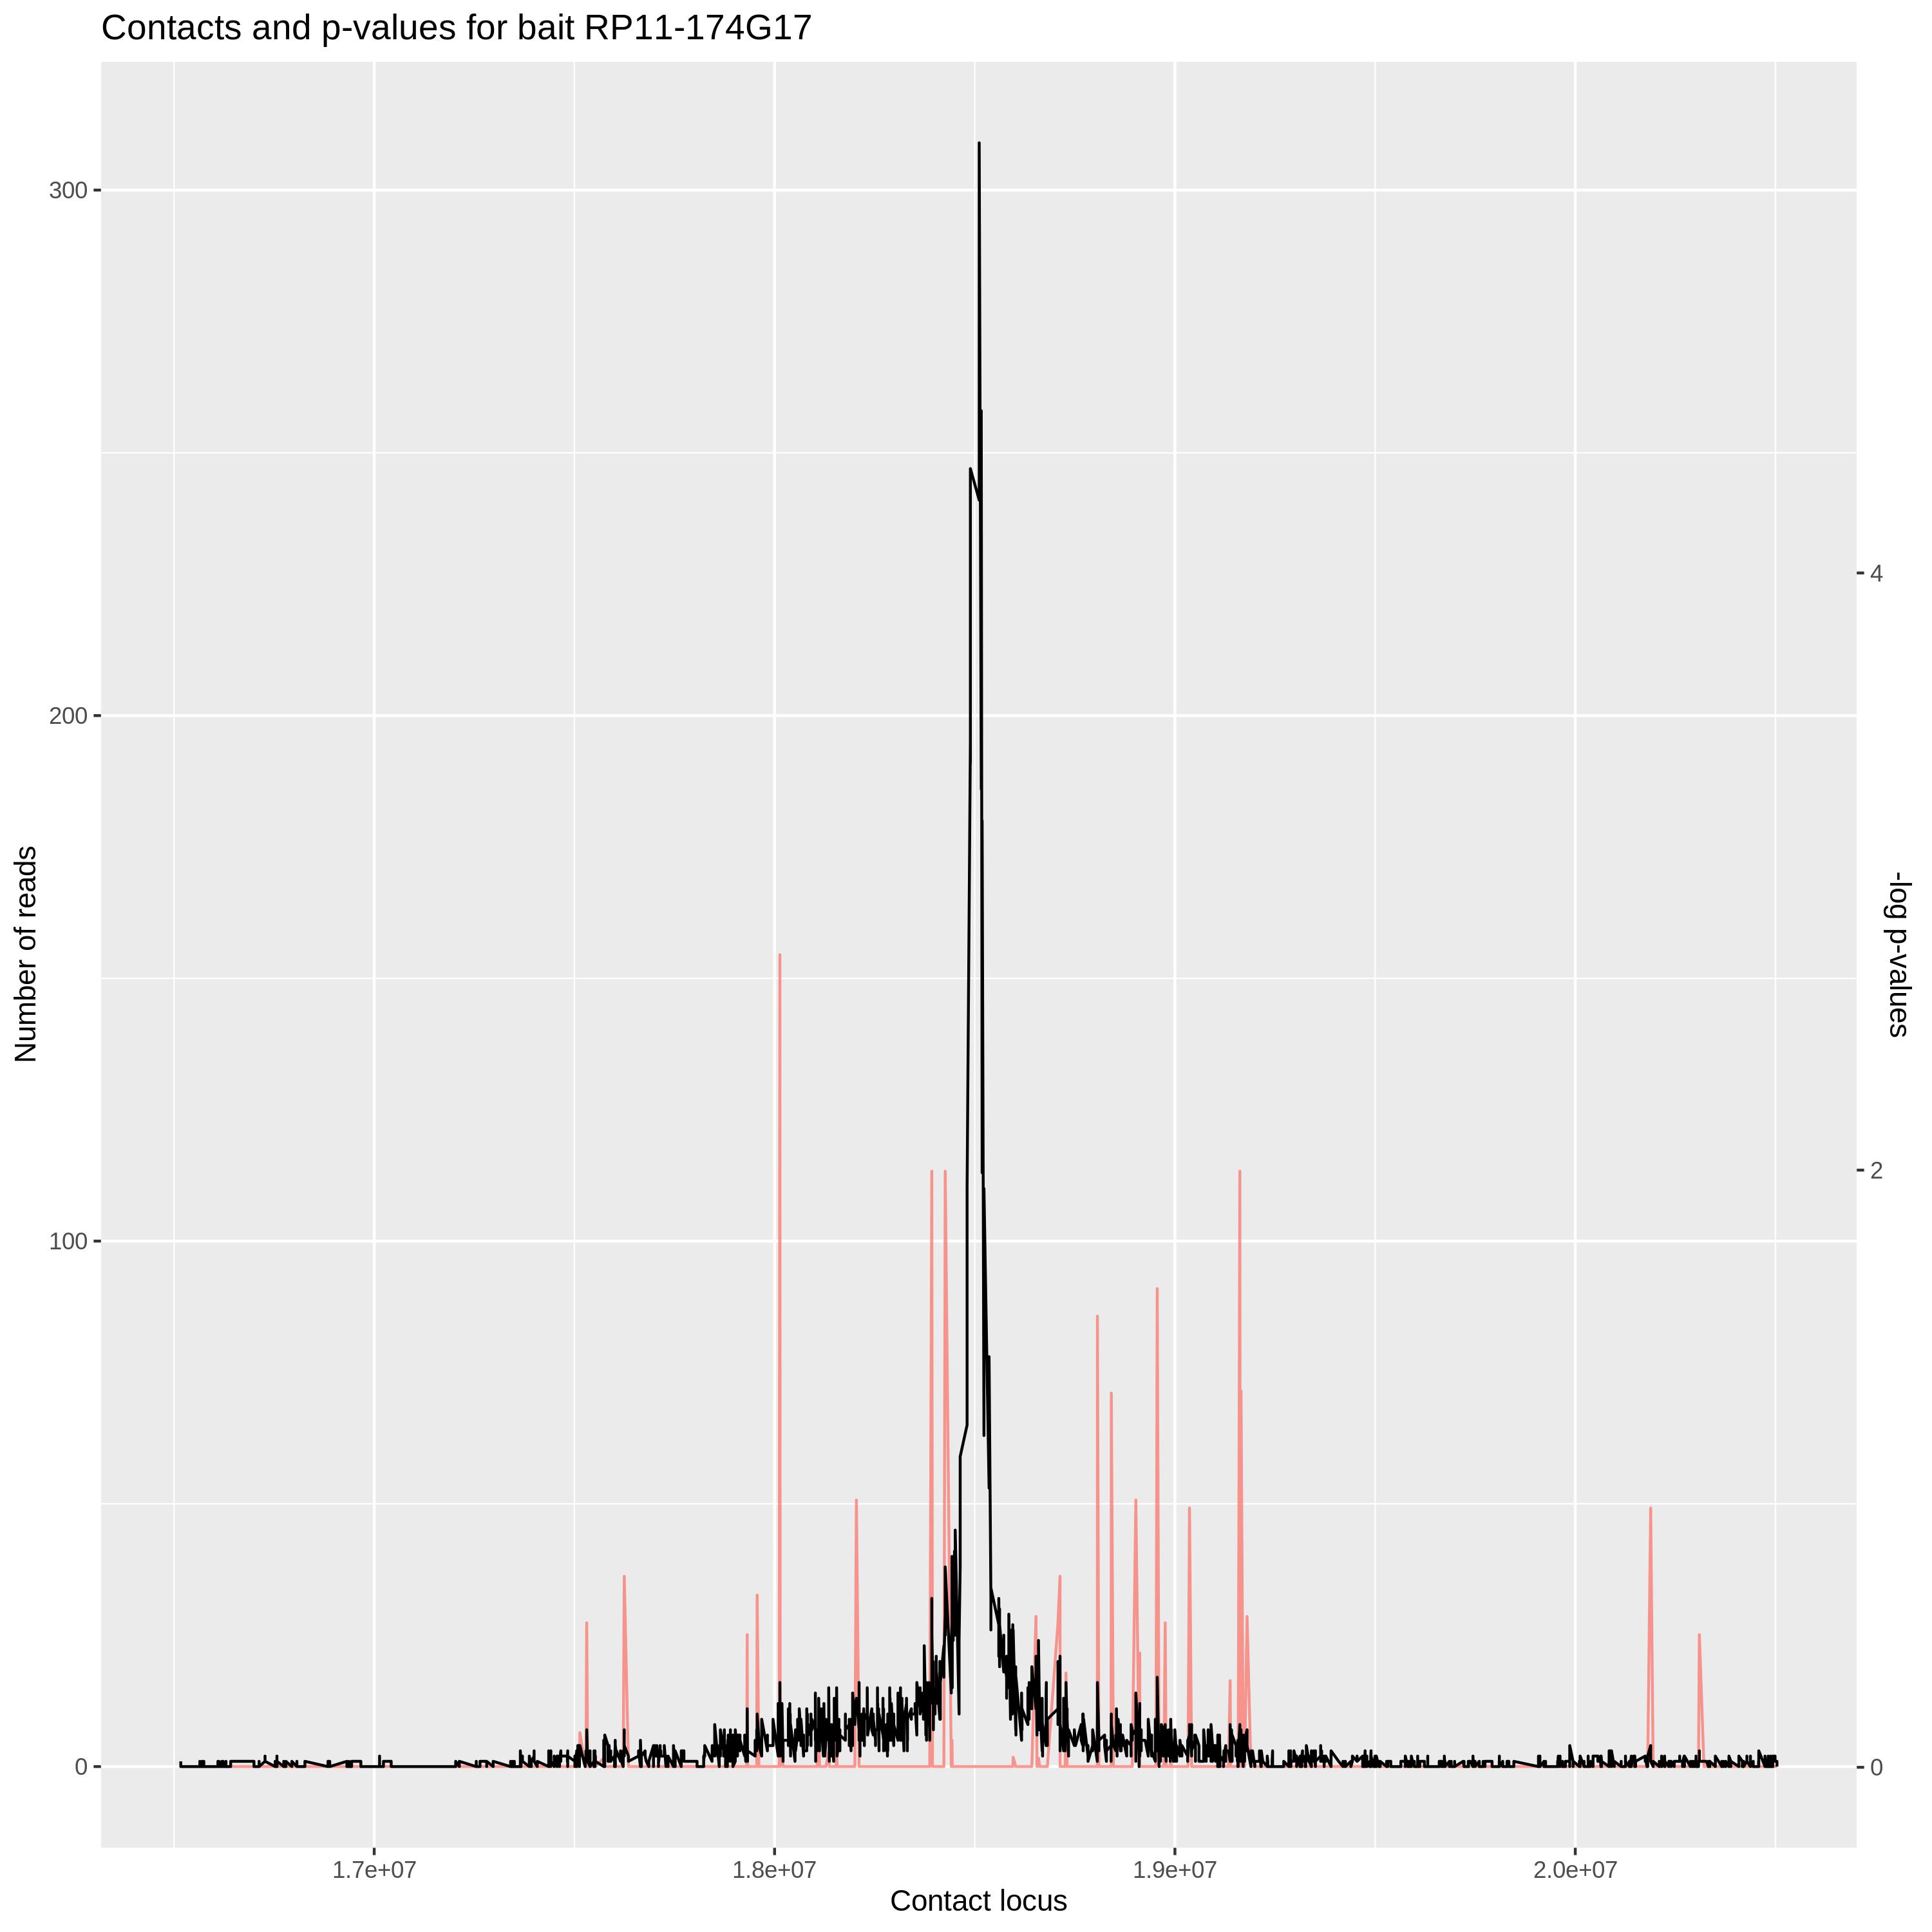 Contacts and p-values for bait RP11-174G17
300
200
100
0
Number of reads
4
2
0
-log p-values
1.7e+07
1.8e+07
1.9e+07
2.0e+07
Contact locus